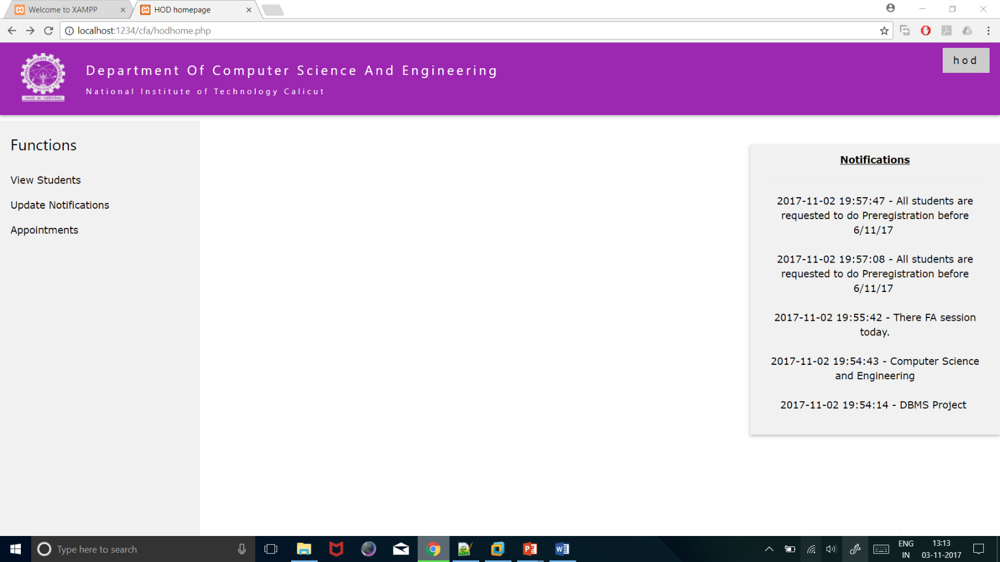 Welcome to XAMPP
HOD homepage
localhost:1234/cfa/hodhome.php
Department Of Computer Science And Engineering
National Institute of Technology Calicut
hod
Functions
View Students
Update Notifications
Appointments
Notifications
2017-11-02 19:57:47 - All students are
requested to do Preregistration before
6/11/17
2017-11-02 19:57:08 - All students are
requested to do Preregistration before
6/11/17
2017-11-02 19:55:42 - There FA session
today.
2017-11-02 19:54:43 - Computer Science
and Engineering
2017-11-02 19:54:14 - DBMS Project
Type here to search
ENG
IN
13:13
03-11-2017